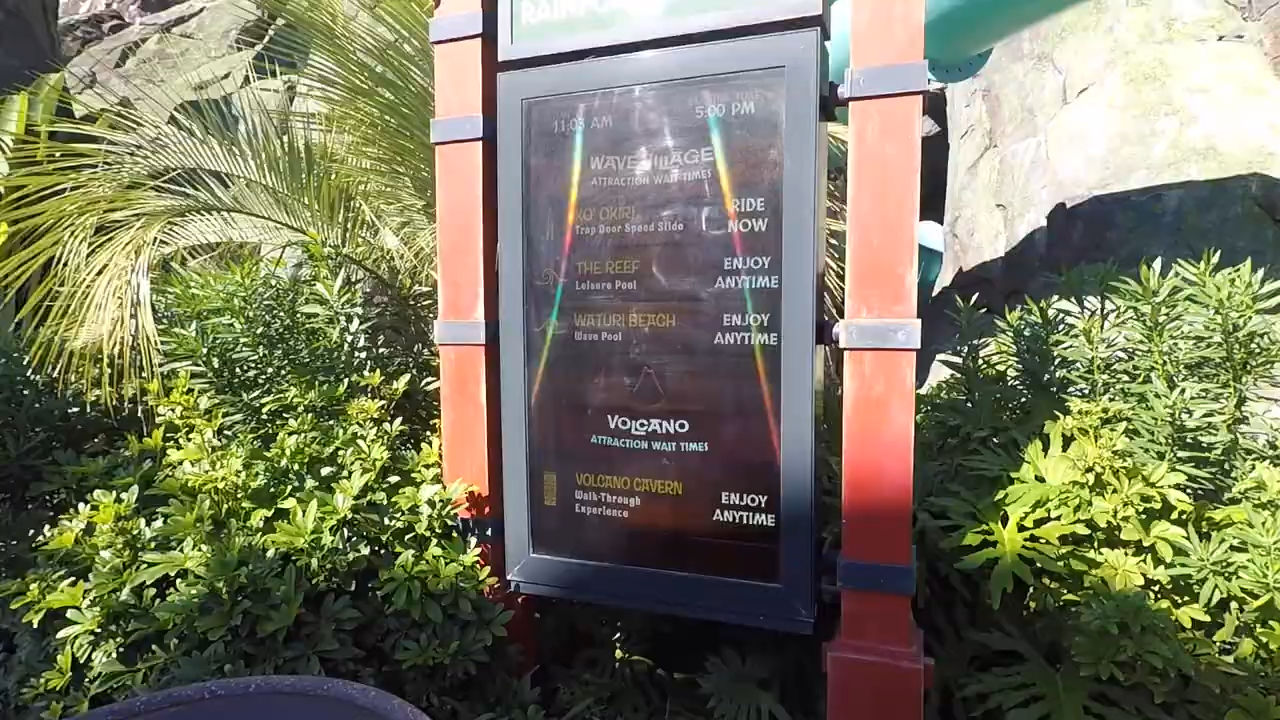 11:03 AM
5:00 PM
WAVE VILLAGE
ATTRACTION WAIT TIMES
KO'OKIRI
Trap Door Speed Slide
RIDE
NOW
THE REEF
Leisure Pool
ENJOY
ANYTIME
WATURI BEACH
Wave Pool
ENJOY
ANYTIME
VOLCANO
ATTRACTION WAIT TIMES
VOLCANO CAVERN
Walk-Through
Experience
ENJOY
ANYTIME